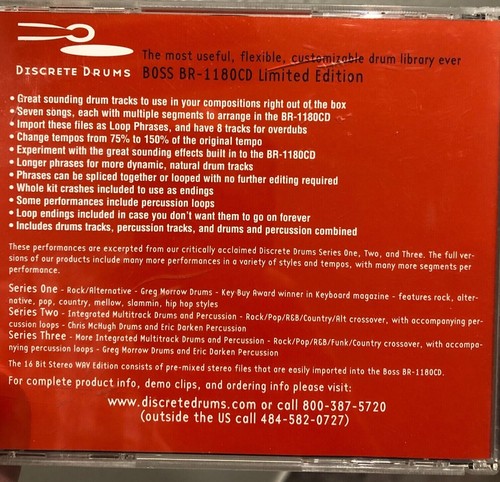 The most useful, flexible, customizable drum library ever
DISCRETE DRUMS
BOSS BR-1180CD Limited Edition
• Great sounding drum tracks to use in your compositions right out of the box
• Seven songs, each with multiple segments to arrange in the BR-1180CD
• Import these files as Loop Phrases, and have 8 tracks for overdubs
• Change tempos from 75% to 150% of the original tempo
• Experiment with the great sounding effects built in to the BR-1180CD
• Longer phrases for more dynamic, natural drum tracks
• Phrases can be spliced together or looped with no further editing required
• Whole kit crashes included to use as endings
• Some performances include percussion loops
• Loop endings included in case you don't want them to go on forever
• Includes drums tracks, percussion tracks, and drums and percussion combined
These performances are excerpted from our critically acclaimed Discrete Drums Series One, Two, and Three. The full ver-
sions of our products include many more performances in a variety of styles and tempos, with many more segments per
performance.
Series One - Rock/Alternative - Greg Morrow Drums - Key Buy Award winner in Keyboard magazine - features rock, alter-
native, pop, country, mellow, slammin, hip hop styles
Series Two - Integrated Multitrack Drums and Percussion - Rock/Pop/RGB/Country/Alt crossover, with accompanying per-
cussion loops - Chris McHugh Drums and Eric Darken Percussion
Series Three - More Integrated Multitrack Drums and Percussion - Rock/Pop/RGB/Funk/Country crossover, with accompa-
nying percussion loops - Greg Morrow Drums and Eric Darken Percussion
The 16 Bit Stereo WAV Edition consists of pre-mixed stereo files that are easily imported into the Boss BR-1180CD.
For complete product info, demo clips, and ordering info please visit:
www.discretedrums.com or call 800-387-5720
(outside the US call 484-582-0727)